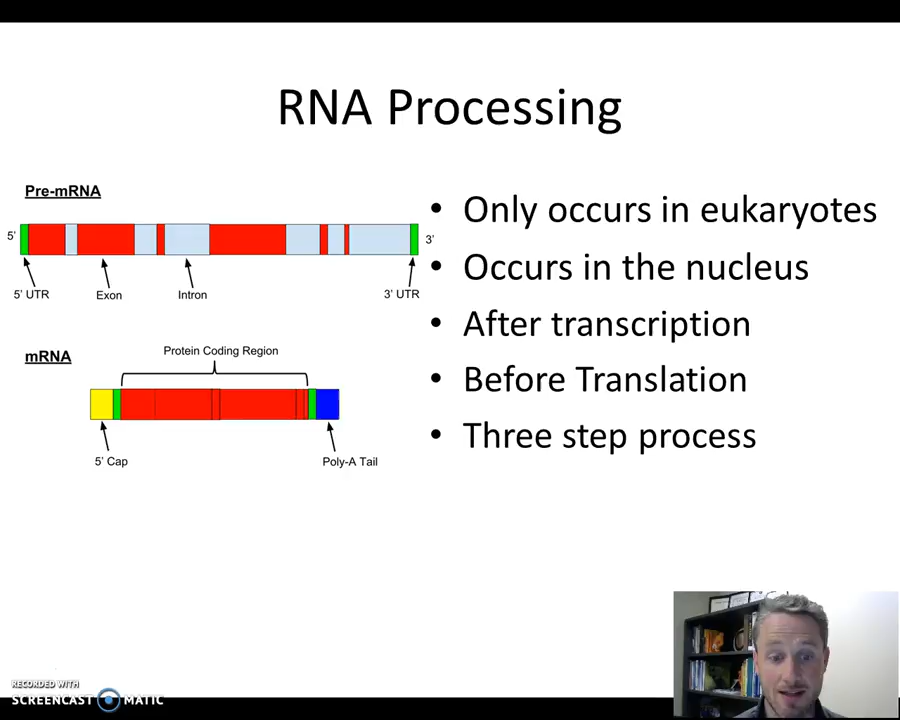 RNA Processing
Pre-mRNA
5'
3'
5' UTR
Exon
Intron
3' UTR
mRNA
Protein Coding Region
5' Cap
Poly-A Tail
• Only occurs in eukaryotes
• Occurs in the nucleus
• After transcription
• Before Translation
• Three step process
RECORDED WITH
SCREENCAST MATIC